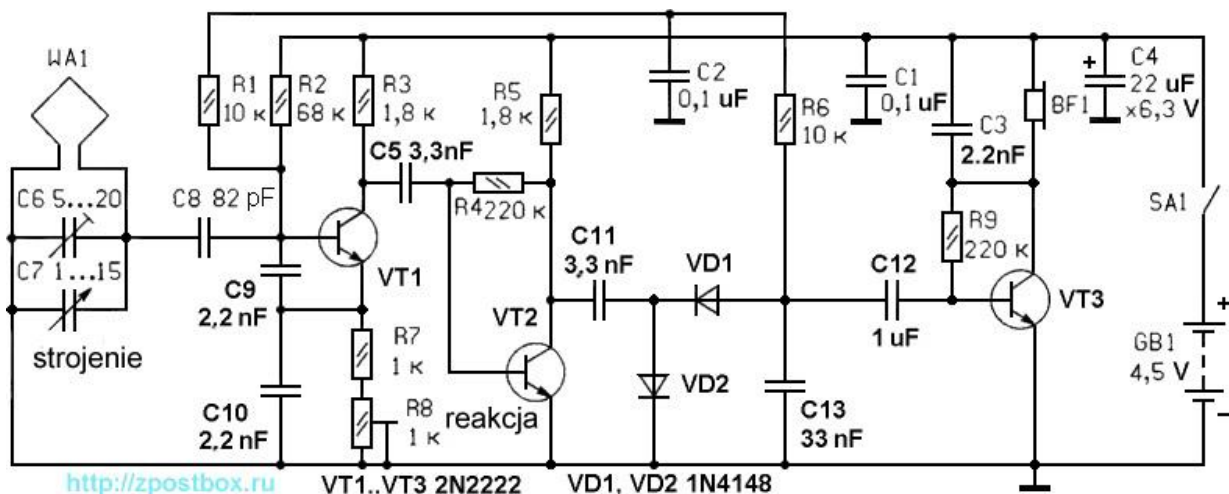 WA1
R1
10 к
R2
68 к
R3
1,8 к
R5
1,8 к
C2
0,1 uF
R6
10 к
C1
0,1 uF
C3
2.2nF
BF1
C4
22 uF
×6,3 V
C5 3,3nF
R4 220 к
C6 5...20
C8 82 pF
C7 1...15
strojenie
C9
2,2 nF
VT1
C11
3,3 nF
VD1
C12
1 uF
R9
220 к
VT3
SA1
VT2
R7
1 к
C10
2,2 nF
R8
1 к
reakcja
VD2
C13
33 nF
GB1
4,5 V
http://zpostbox.ru
VT1..VT3 2N2222
VD1, VD2 1N4148